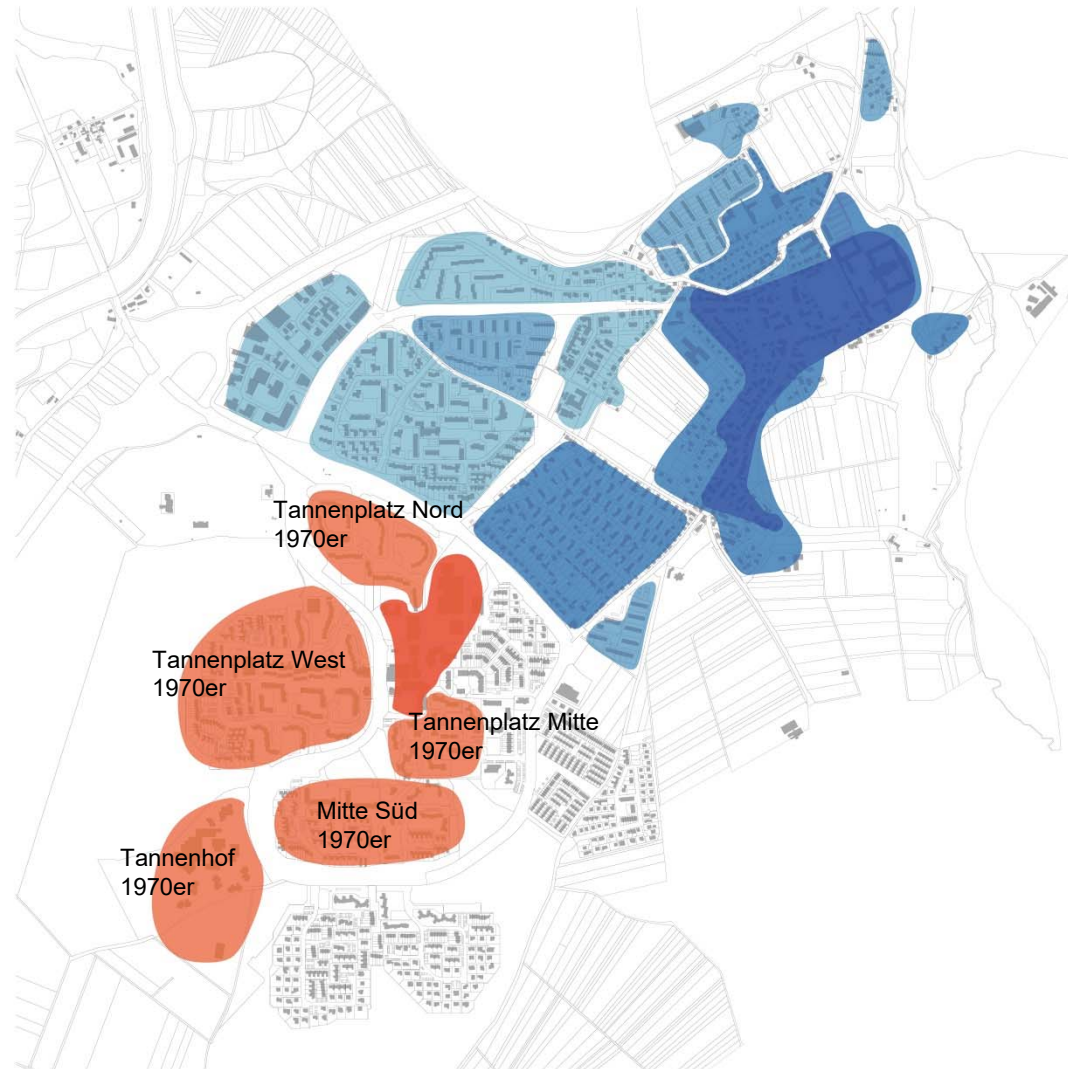 Tannenplatz Nord
1970er
Tannenplatz West
1970er
Tannenplatz Mitte
1970er
Mitte Süd
1970er
Tannenhof
1970er